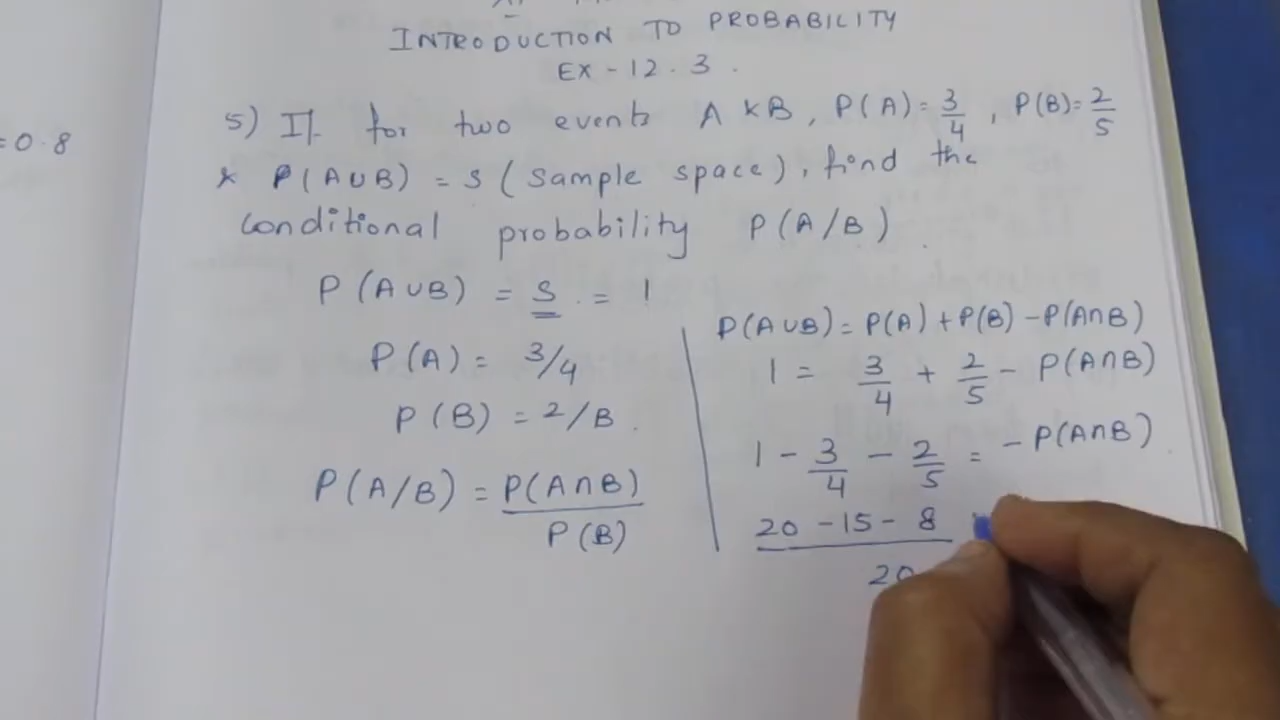 INTRODUCTION TO PROBABILITY
EX - 12.3.
= 0.8
5) If for two events A & B, P(A) = 3/4, P(B) = 2/5
& P(A∪B) = S (Sample space), find the
conditional probability P(A/B).
P(A∪B) = S. = 1
P(A) = 3/4
P(B) = 2/B.
P(A/B) = P(A∩B)/P(B)
P(A∪B) = P(A) + P(B) - P(A∩B)
1 = 3/4 + 2/5 - P(A∩B)
1 - 3/4 - 2/5 = - P(A∩B).
20 - 15 - 8
20